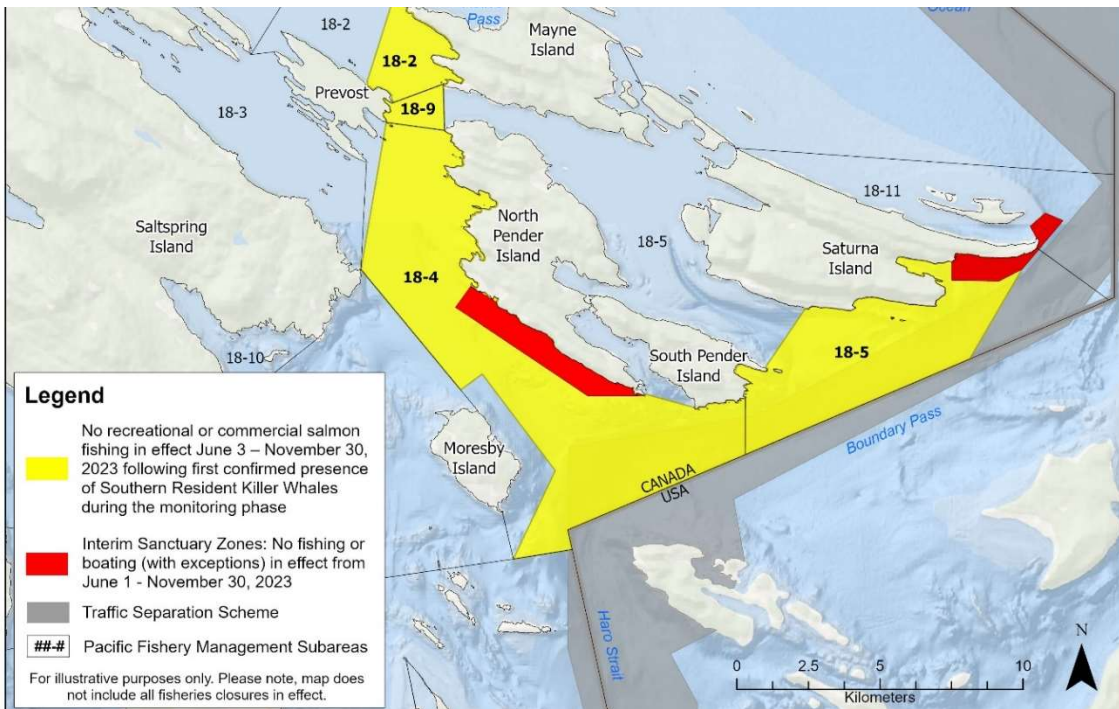 Ocean
18-2
Pass
Mayne
Island
18-2
Prevost
18-9
18-3
18-11
Saltspring
Island
North
Pender
Island
18-5
Saturna
Island
18-4
18-10
South Pender
Island
18-5
Moresby
Island
Boundary Pass
CANADA
USA
Haro Strait
Legend
No recreational or commercial salmon
fishing in effect June 3 – November 30,
2023 following first confirmed presence
of Southern Resident Killer Whales
during the monitoring phase
Interim Sanctuary Zones: No fishing or
boating (with exceptions) in effect from
June 1 - November 30, 2023
Traffic Separation Scheme
##-# Pacific Fishery Management Subareas
For illustrative purposes only. Please note, map does
not include all fisheries closures in effect.
N
0 2.5 5 10
Kilometers